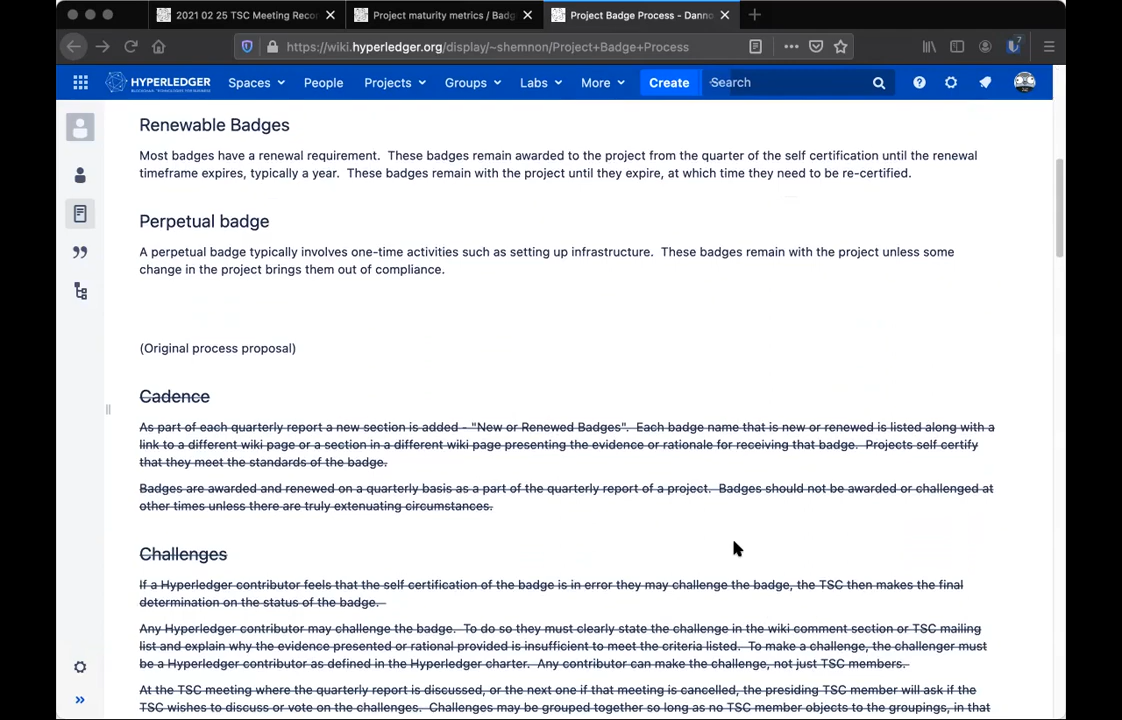 2021 02 25 TSC Meeting Recor
Project maturity metrics / Badg
Project Badge Process - Danno
https://wiki.hyperledger.org/display/~shemnon/Project+Badge+Process
7
HYPERLEDGER
Spaces
People
Projects
Groups
Labs
More
Create
Search
Renewable Badges
Most badges have a renewal requirement. These badges remain awarded to the project from the quarter of the self certification until the renewal
timeframe expires, typically a year. These badges remain with the project until they expire, at which time they need to be re-certified.
Perpetual badge
A perpetual badge typically involves one-time activities such as setting up infrastructure. These badges remain with the project unless some
change in the project brings them out of compliance.
(Original process proposal)
Cadence
As part of each quarterly report a new section is added - "New or Renewed Badges". Each badge name that is new or renewed is listed along with a
link to a different wiki page or a section in a different wiki page presenting the evidence or rationale for receiving that badge. Projects self certify
that they meet the standards of the badge.
Badges are awarded and renewed on a quarterly basis as a part of the quarterly report of a project. Badges should not be awarded or challenged at
other times unless there are truly extenuating circumstances.
Challenges
If a Hyperledger contributor feels that the self certification of the badge is in error they may challenge the badge, the TSC then makes the final
determination on the status of the badge.
Any Hyperledger contributor may challenge the badge. To do so they must clearly state the challenge in the wiki comment section or TSC mailing
list and explain why the evidence presented or rational provided is insufficient to meet the criteria listed. To make a challenge, the challenger must
be a Hyperledger contributor as defined in the Hyperledger charter. Any contributor can make the challenge, not just TSC members.
At the TSC meeting where the quarterly report is discussed, or the next one if that meeting is cancelled, the presiding TSC member will ask if the
TSC wishes to discuss or vote on the challenges. Challenges may be grouped together so long as no TSC member objects to the groupings, in that